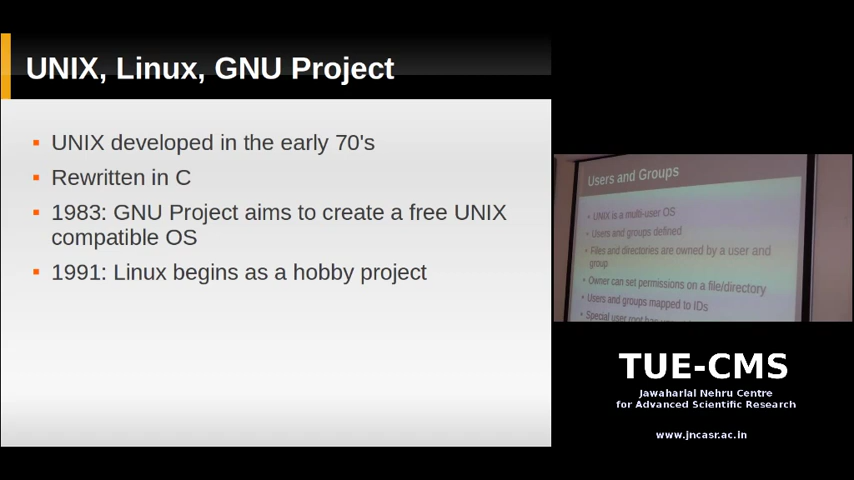 UNIX, Linux, GNU Project
▪ UNIX developed in the early 70's
▪ Rewritten in C
▪ 1983: GNU Project aims to create a free UNIX
compatible OS
▪ 1991: Linux begins as a hobby project
Users and Groups
• UNIX is a multi-user OS
• Users and groups defined
• Files and directories are owned by a user and
group
• Owner can set permissions on a file/directory
• Users and groups mapped to IDs
• Special user root
TUE-CMS
Jawaharlal Nehru Centre
for Advanced Scientific Research
www.jncasr.ac.in